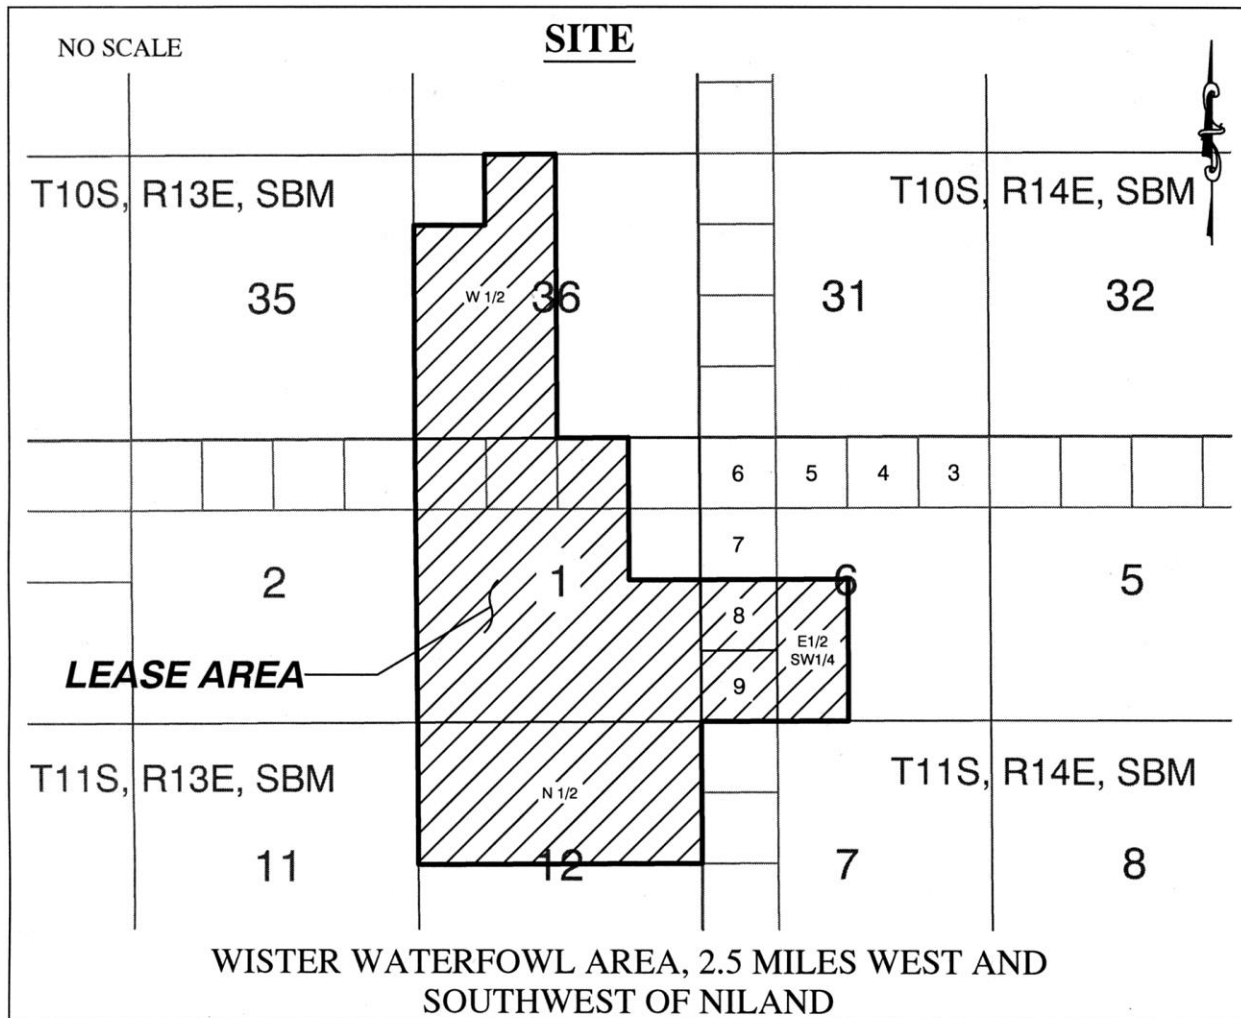 SITE
NO SCALE
T10S, R13E, SBM
T10S, R14E, SBM
35
W 1/2
36
31
32
6
5
4
3
7
2
1
6
5
8
E1/2
SW1/4
LEASE AREA
9
T11S, R13E, SBM
T11S, R14E, SBM
N 1/2
11
12
7
8
WISTER WATERFOWL AREA, 2.5 MILES WEST AND
SOUTHWEST OF NILAND